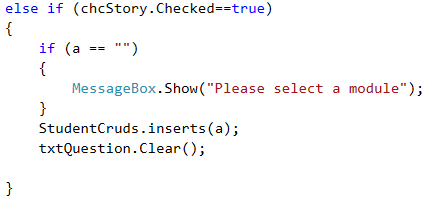 else if (chcStory.Checked==true)
{
    if (a == "")
    {
        MessageBox.Show("Please select a module");
    }
    StudentCruds.inserts(a);
    txtQuestion.Clear();

}